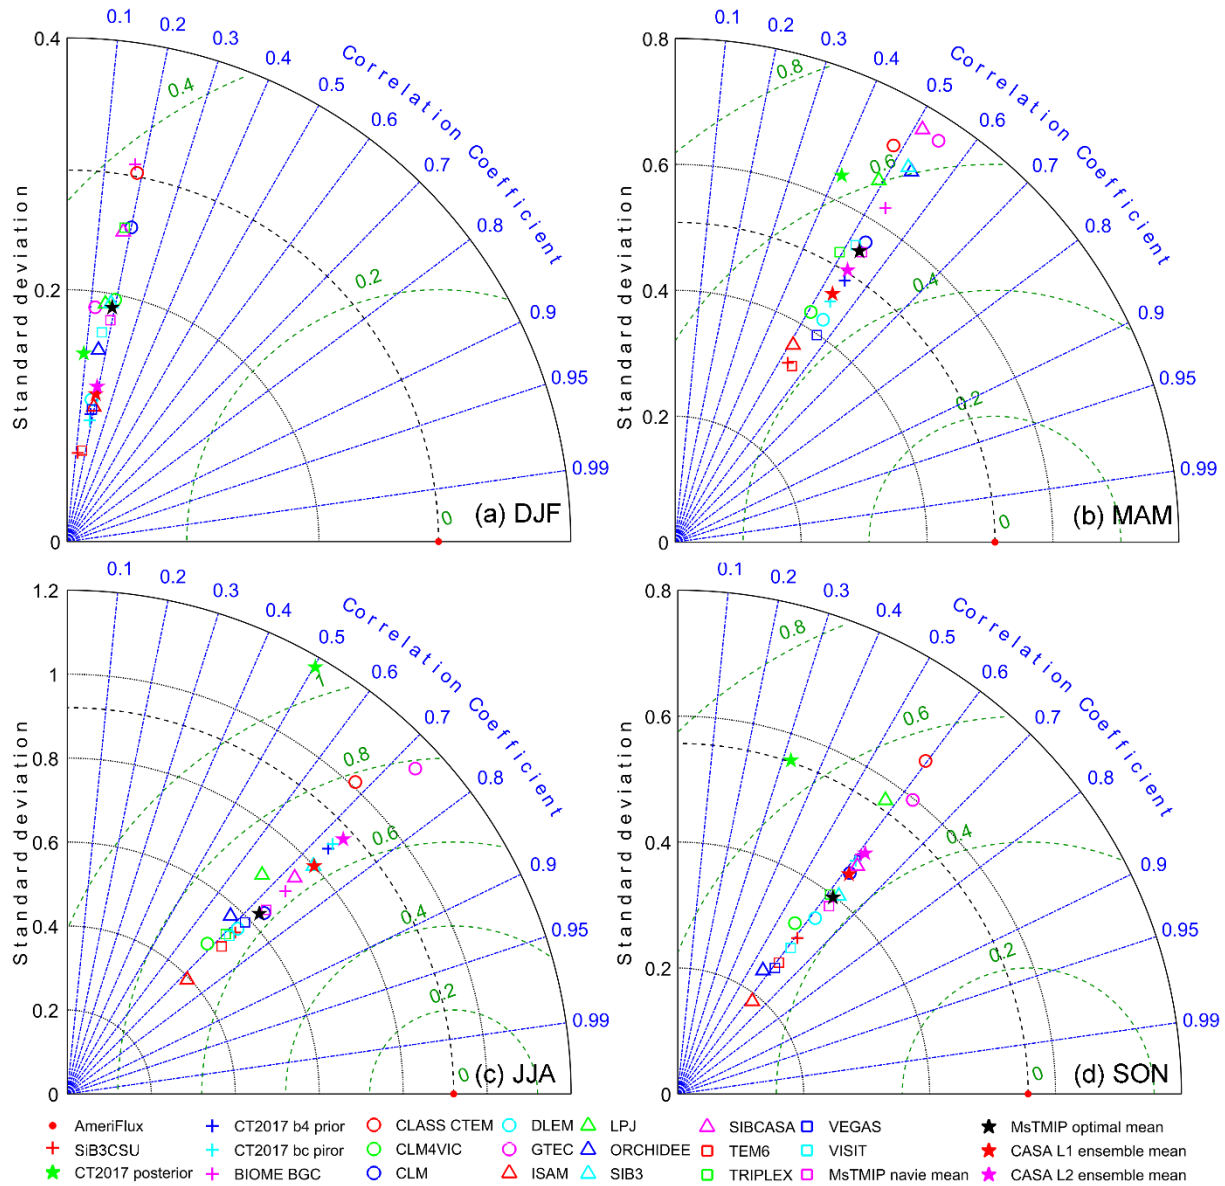 0.4
0.2
0
Standard deviation
0.1
0.2
0.3
0.4
0.5
0.6
0.7
0.8
0.9
0.95
0.99
Correlation Coefficient
0.4
0.2
0
(a) DJF
0.8
0.6
0.4
0.2
0
Standard deviation
0.1
0.2
0.3
0.4
0.5
0.6
0.7
0.8
0.9
0.95
0.99
Correlation Coefficient
0.8
0.6
0.4
0.2
0
(b) MAM
1.2
1
0.8
0.6
0.4
0.2
0
Standard deviation
0.1
0.2
0.3
0.4
0.5
0.6
0.7
0.8
0.9
0.95
0.99
Correlation Coefficient
1
0.8
0.6
0.4
0.2
0
(c) JJA
0.8
0.6
0.4
0.2
0
Standard deviation
0.1
0.2
0.3
0.4
0.5
0.6
0.7
0.8
0.9
0.95
0.99
Correlation Coefficient
0.8
0.6
0.4
0.2
0
(d) SON
AmeriFlux
SiB3CSU
CT2017 posterior
CT2017 b4 prior
CT2017 bc piror
BIOME BGC
CLASS CTEM
CLM4VIC
CLM
DLEM
GTEC
ISAM
LPJ
ORCHIDEE
SIB3
SIBCASA
TEM6
TRIPLEX
VEGAS
VISIT
MsTMIP navie mean
MsTMIP optimal mean
CASA L1 ensemble mean
CASA L2 ensemble mean